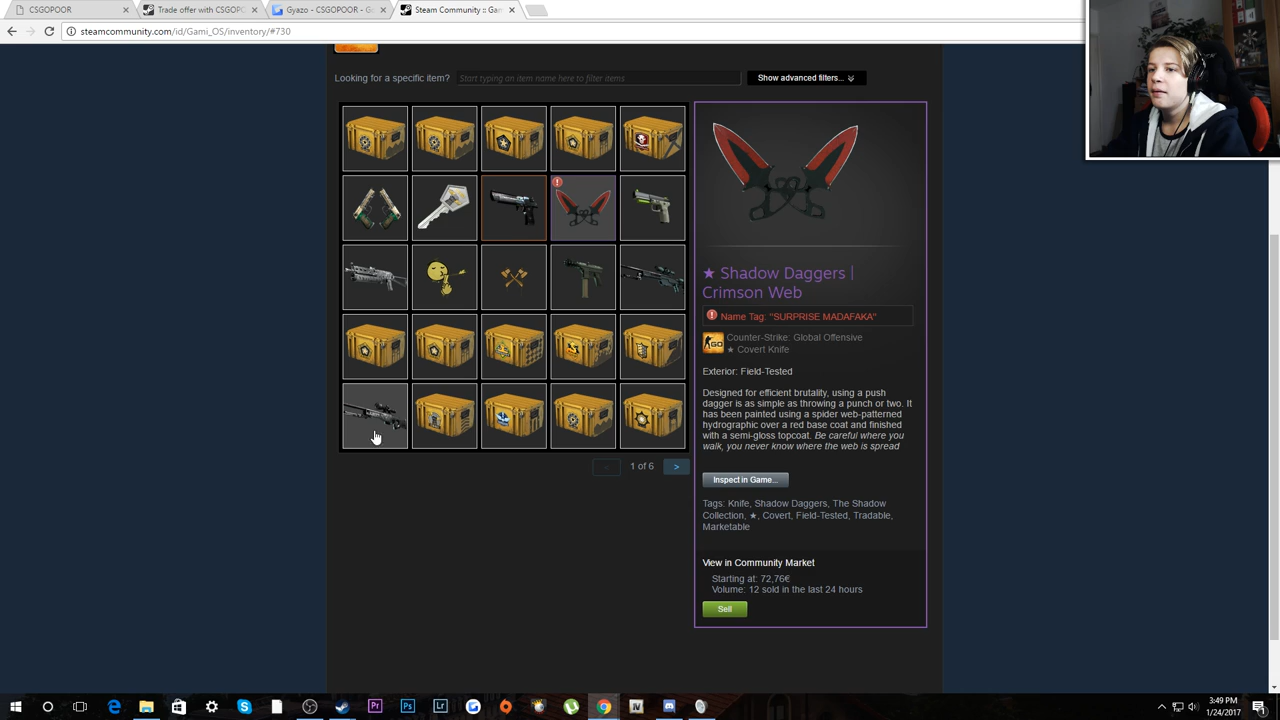 CSGOPOOR
Trade offer with CSGOPOOR
Gyazo - CSGOPOOR - G
Steam Community :: Ga
steamcommunity.com/id/Gami_OS/inventory/#730
Looking for a specific item?
Start typing an item name here to filter items
Show advanced filters...
★ Shadow Daggers |
Crimson Web
Name Tag: "SURPRISE MADAFAKA"
Counter-Strike: Global Offensive
★ Covert Knife
Exterior: Field-Tested
Designed for efficient brutality, using a push
dagger is as simple as throwing a punch or two. It
has been painted using a spider web-patterned
hydrographic over a red base coat and finished
with a semi-gloss topcoat. Be careful where you
walk, you never know where the web is spread
1 of 6 >
Inspect in Game...
Tags: Knife, Shadow Daggers, The Shadow
Collection, ★, Covert, Field-Tested, Tradable,
Marketable
View in Community Market
Starting at: 72,76€
Volume: 12 sold in the last 24 hours
Sell
3:49 PM
1/24/2017